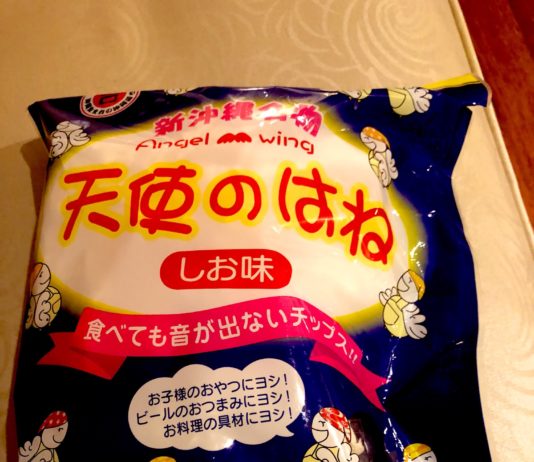 新沖縄名物
Angel wing
天使のはね
しお味
食べても音が出ないチップス!!
お子様のおやつにヨシ!
ビールのおつまみにヨシ!
お料理の具材にヨシ!